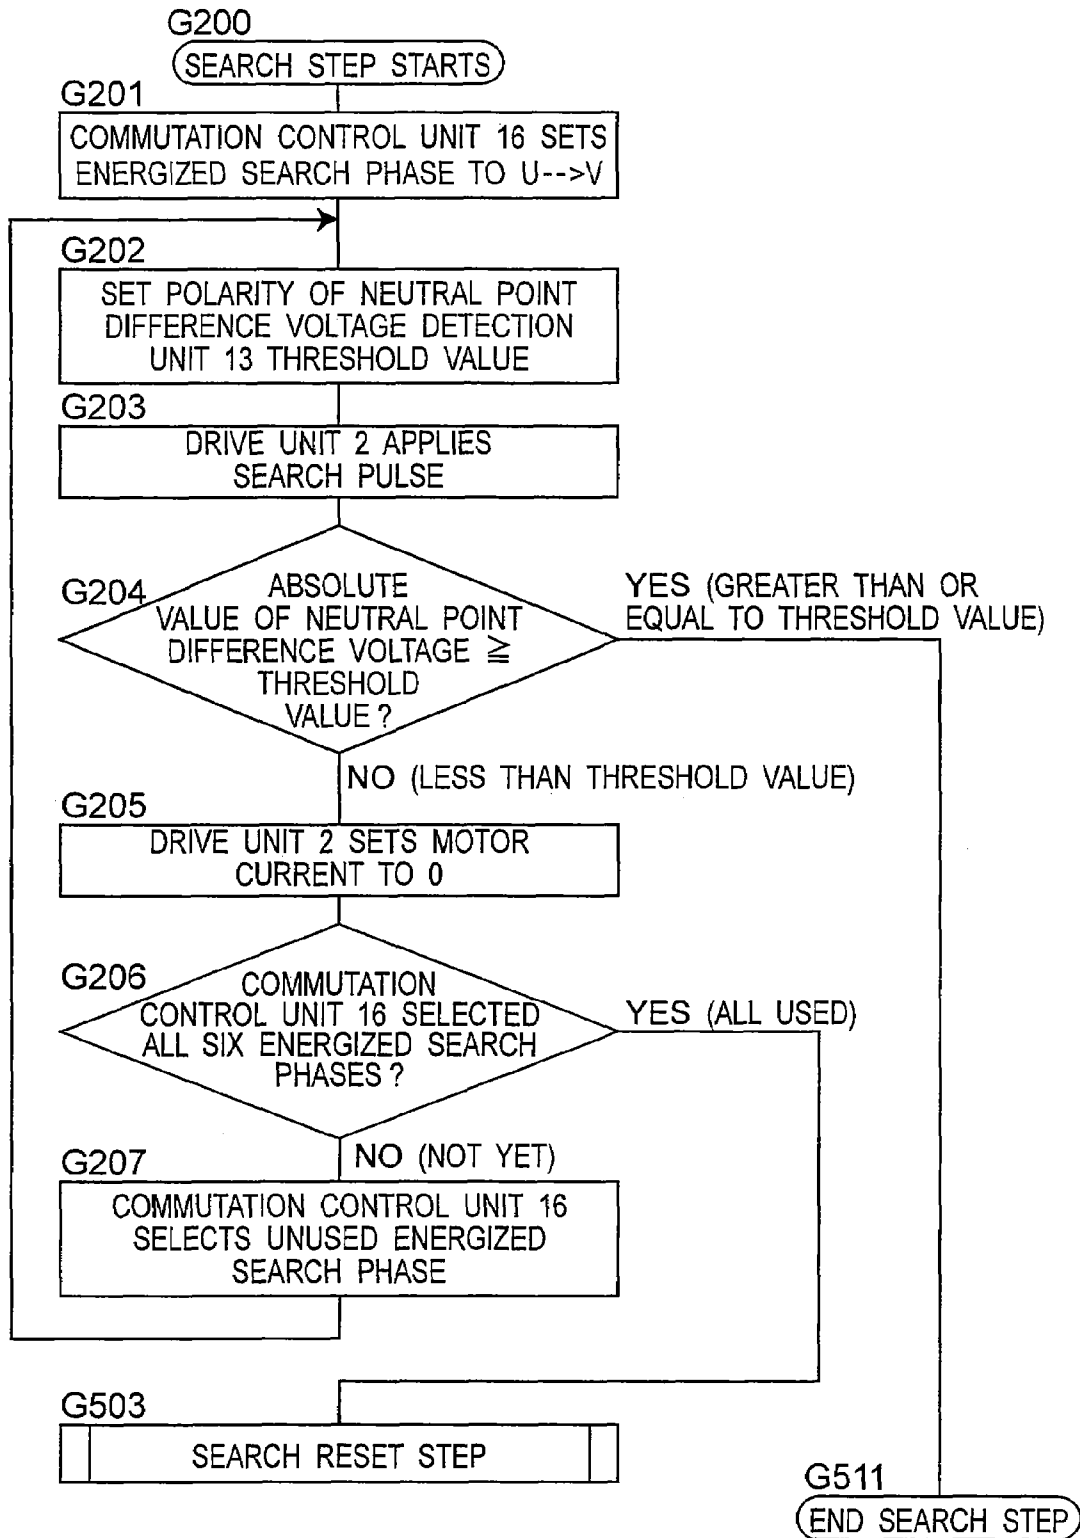 G200
SEARCH STEP STARTS
G201
COMMUTATION CONTROL UNIT 16 SETS
ENERGIZED SEARCH PHASE TO U-->V
G202
SET POLARITY OF NEUTRAL POINT
DIFFERENCE VOLTAGE DETECTION
UNIT 13 THRESHOLD VALUE
G203
DRIVE UNIT 2 APPLIES
SEARCH PULSE
G204
ABSOLUTE
VALUE OF NEUTRAL POINT
DIFFERENCE VOLTAGE ≧
THRESHOLD
VALUE?
YES (GREATER THAN OR
EQUAL TO THRESHOLD VALUE)
NO (LESS THAN THRESHOLD VALUE)
G205
DRIVE UNIT 2 SETS MOTOR
CURRENT TO 0
G206
COMMUTATION
CONTROL UNIT 16 SELECTED
ALL SIX ENERGIZED SEARCH
PHASES?
YES (ALL USED)
NO (NOT YET)
G207
COMMUTATION CONTROL UNIT 16
SELECTS UNUSED ENERGIZED
SEARCH PHASE
G503
SEARCH RESET STEP
G511
END SEARCH STEP